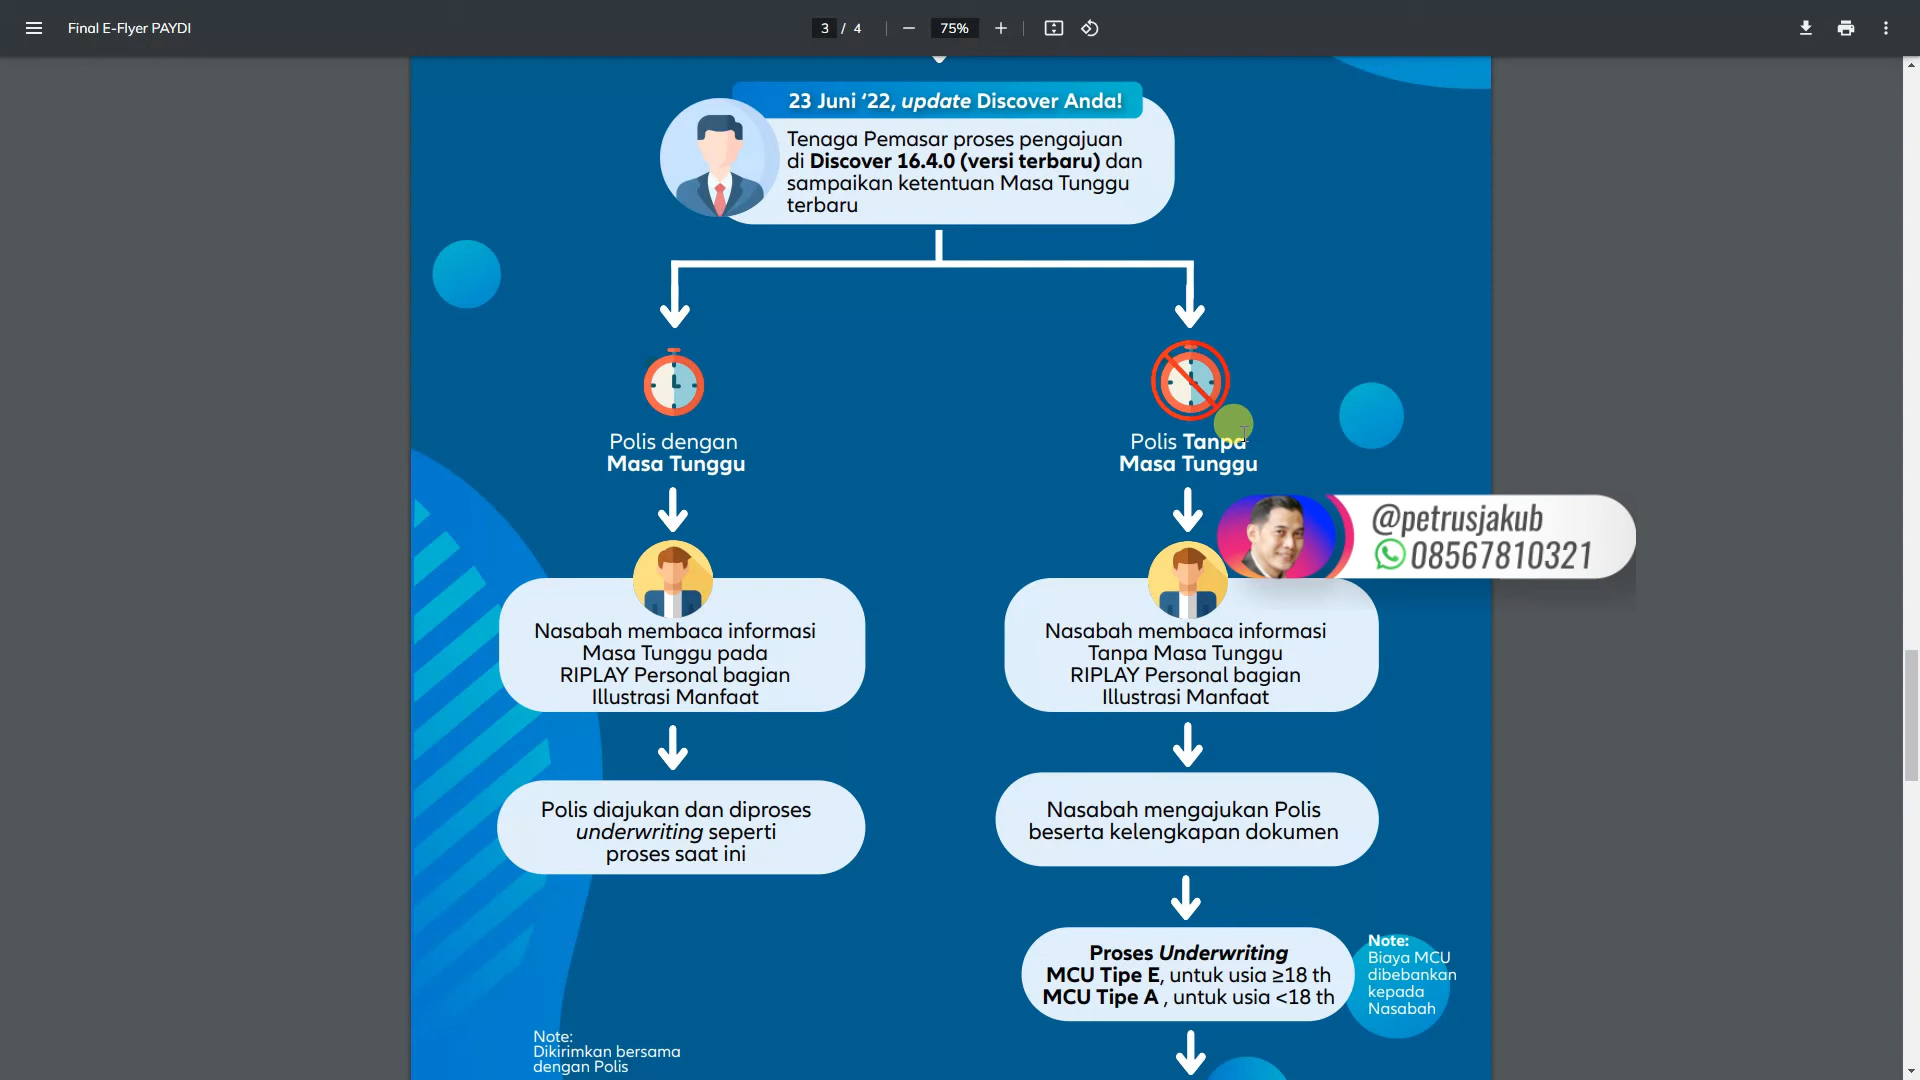 Final E-Flyer PAYDI
3 / 4
75%
23 Juni ‘22, update Discover Anda!
Tenaga Pemasar proses pengajuan
di Discover 16.4.0 (versi terbaru) dan
sampaikan ketentuan Masa Tunggu
terbaru
Polis dengan
Masa Tunggu
Polis Tanpa
Masa Tunggu
@petrusjakub
08567810321
Nasabah membaca informasi
Masa Tunggu pada
RIPLAY Personal bagian
Illustrasi Manfaat
Nasabah membaca informasi
Tanpa Masa Tunggu
RIPLAY Personal bagian
Illustrasi Manfaat
Polis diajukan dan diproses
underwriting seperti
proses saat ini
Nasabah mengajukan Polis
beserta kelengkapan dokumen
Proses Underwriting
MCU Tipe E, untuk usia ≥18 th
MCU Tipe A , untuk usia <18 th
Note:
Biaya MCU
dibebankan
kepada
Nasabah
Note:
Dikirimkan bersama
dengan Polis